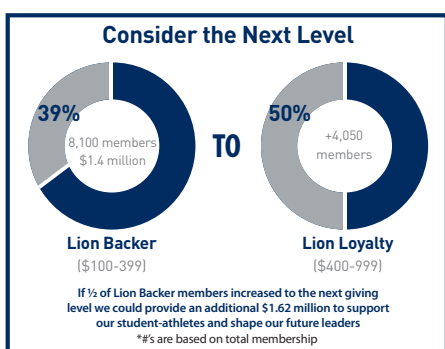 Consider the Next Level
39%
8,100 members
$1.4 million
TO
50%
+4,050
members
Lion Backer
($100-399)
Lion Loyalty
($400-999)
If ½ of Lion Backer members increased to the next giving
level we could provide an additional $1.62 million to support
our student-athletes and shape our future leaders
*#'s are based on total membership